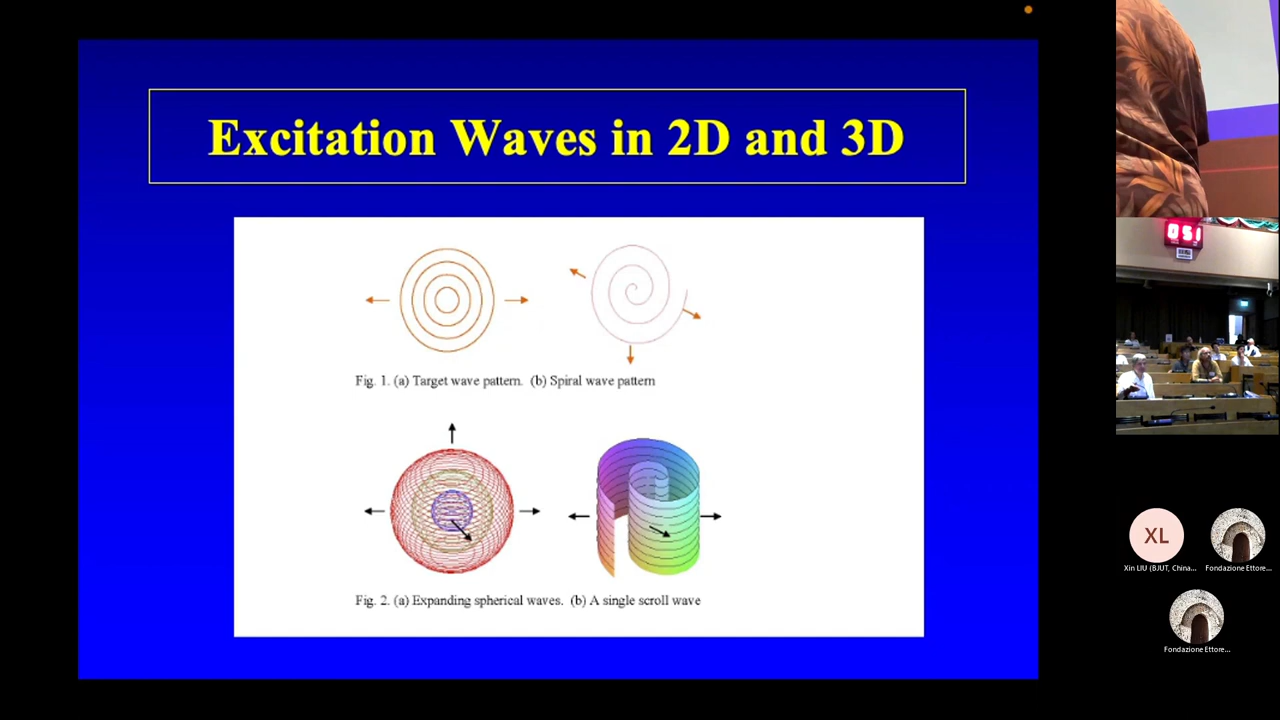 Excitation Waves in 2D and 3D
Fig. 1. (a) Target wave pattern. (b) Spiral wave pattern
Fig. 2. (a) Expanding spherical waves. (b) A single scroll wave
051
XL
Xin LIU (BJUT, China...
Fondazione Ettore...
Fondazione Ettore...